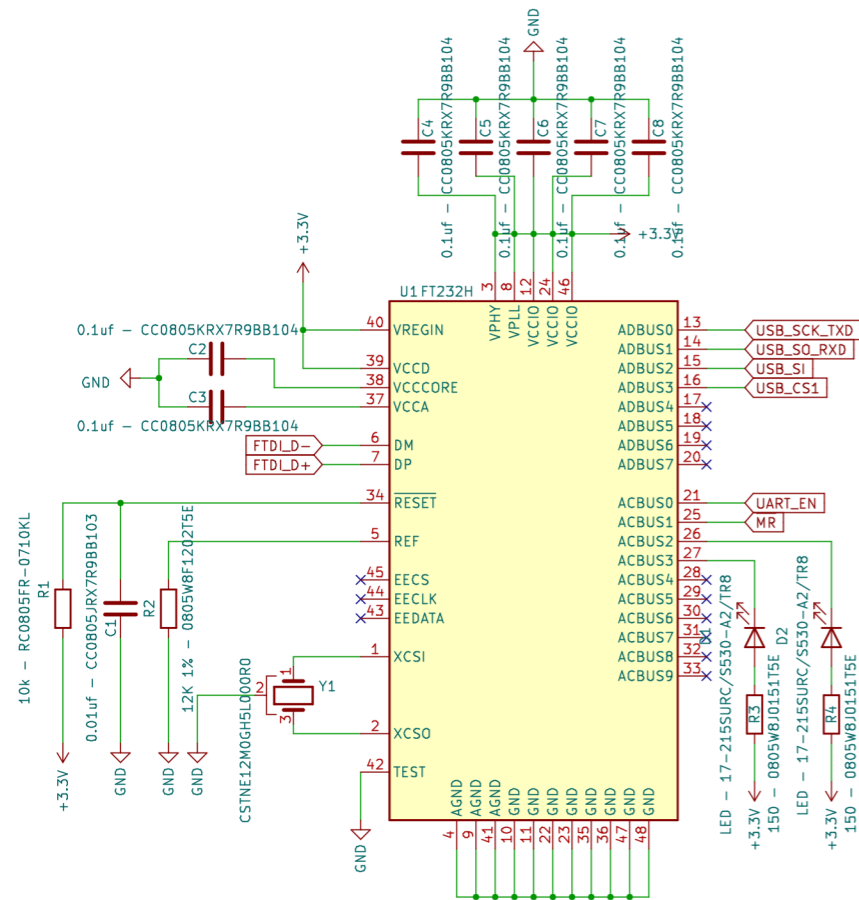 GND
C4
0.1uf - CC0805KRX7R9BB104
C5
0.1uf - CC0805KRX7R9BB104
C6
0.1uf - CC0805KRX7R9BB104
C7
0.1uf - CC0805KRX7R9BB104
C8
0.1uf - CC0805KRX7R9BB104
+3.3V
+3.3V
3
8
12
24
46
U1 FT232H
VPHY
VPLL
VCCIO
VCCIO
VCCIO
0.1uf - CC0805KRX7R9BB104
C2
GND
C3
0.1uf - CC0805KRX7R9BB104
40 VREGIN
39 VCCD
38 VCCCORE
37 VCCA
FTDI_D- 6 DM
FTDI_D+ 7 DP
34 RESET
5 REF
45 EECS
44 EECLK
43 EEDATA
1 XCSI
2 XCSO
42 TEST
ADBUS0 13 USB_SCK_TXD
ADBUS1 14 USB_SO_RXD
ADBUS2 15 USB_SI
ADBUS3 16 USB_CS1
ADBUS4 17
ADBUS5 18
ADBUS6 19
ADBUS7 20
ACBUS0 21 UART_EN
ACBUS1 25 MR
ACBUS2 26
ACBUS3 27
ACBUS4 28
ACBUS5 29
ACBUS6 30
ACBUS7 31
ACBUS8 32
ACBUS9 33
10k - RC0805FR-0710KL
R1
+3.3V
0.01uf - CC0805JRX7R9BB103
C1
GND
R2
12K 1% - 0805W8F1202T5E
GND
GND
1
2
3
Y1
CSTNE12M0GH5L000R0
GND
D1
LED - 17-215SURC/S530-A2/TR8
R3
150 - 0805W8J0151T5E
+3.3V
D2
LED - 17-215SURC/S530-A2/TR8
R4
150 - 0805W8J0151T5E
+3.3V
AGND
AGND
AGND
GND
GND
GND
GND
GND
GND
GND
GND
4
9
41
10
11
22
23
35
36
47
48